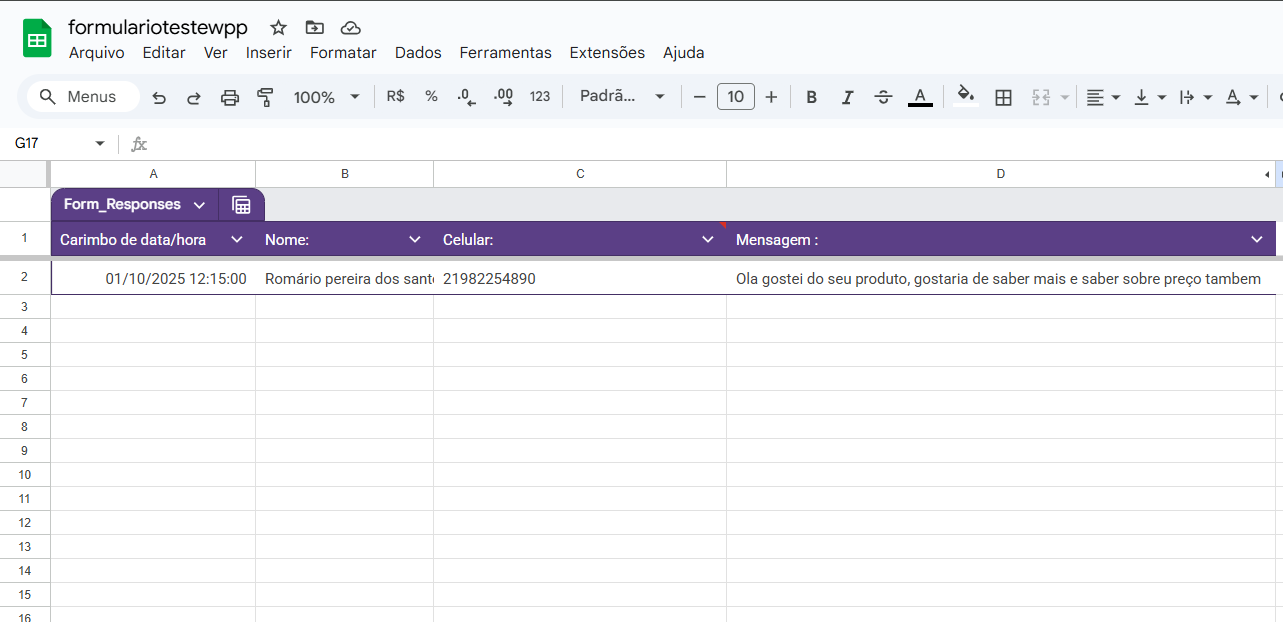 formulariotestewpp
Arquivo Editar Ver Inserir Formatar Dados Ferramentas Extensões Ajuda
Menus 100% R$ % .0 .00 123 Padrã... − 10 + B I S A A
G17 fx
A B C D
Form_Responses
1 Carimbo de data/hora Nome: Celular: Mensagem :
2 01/10/2025 12:15:00 Romário pereira dos sant 21982254890 Ola gostei do seu produto, gostaria de saber mais e saber sobre preço tambem
3
4
5
6
7
8
9
10
11
12
13
14
15
16